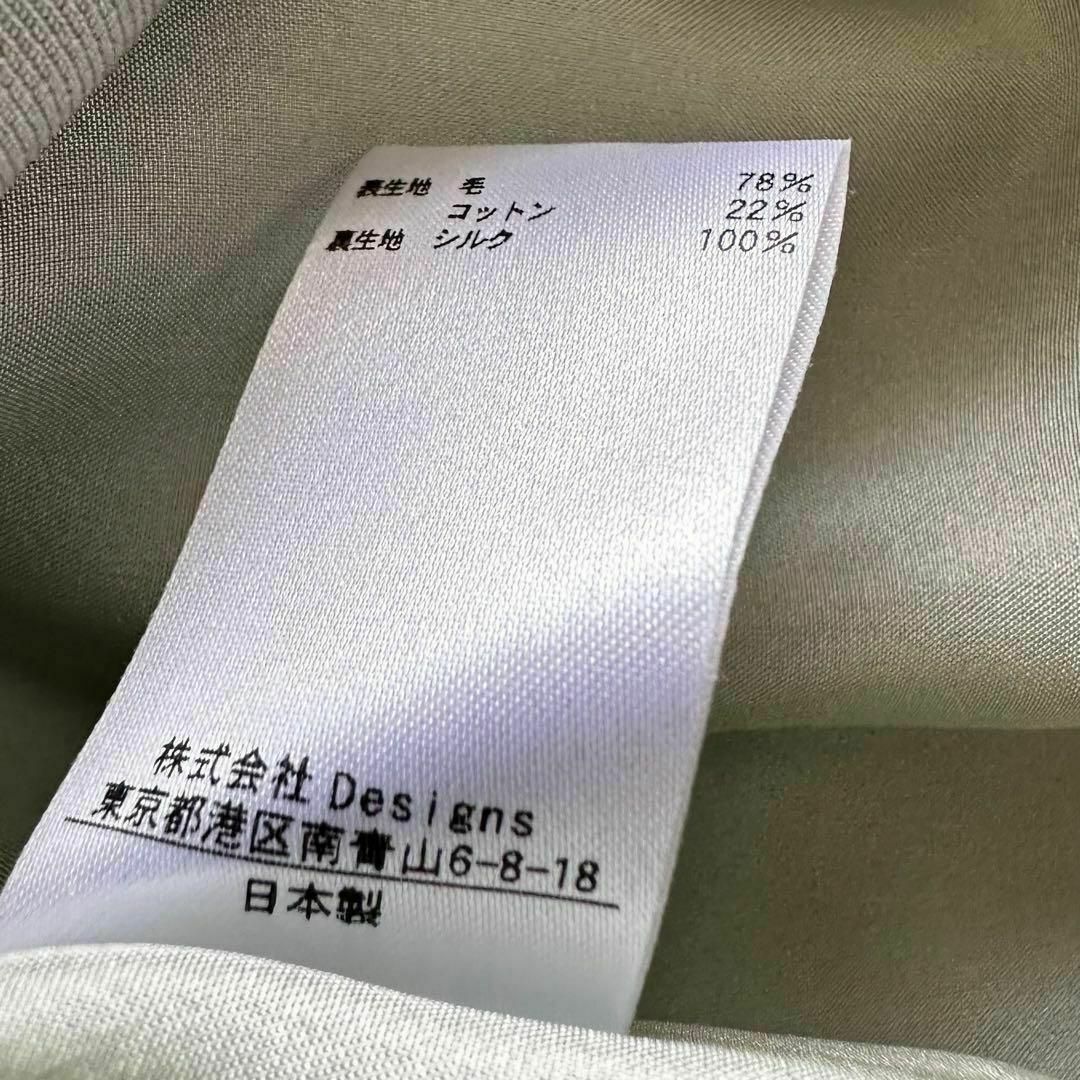 表生地 毛 78%
コットン 22%
裏生地 シルク 100%
株式会社 Designs
東京都港区南青山6-8-18
日本製